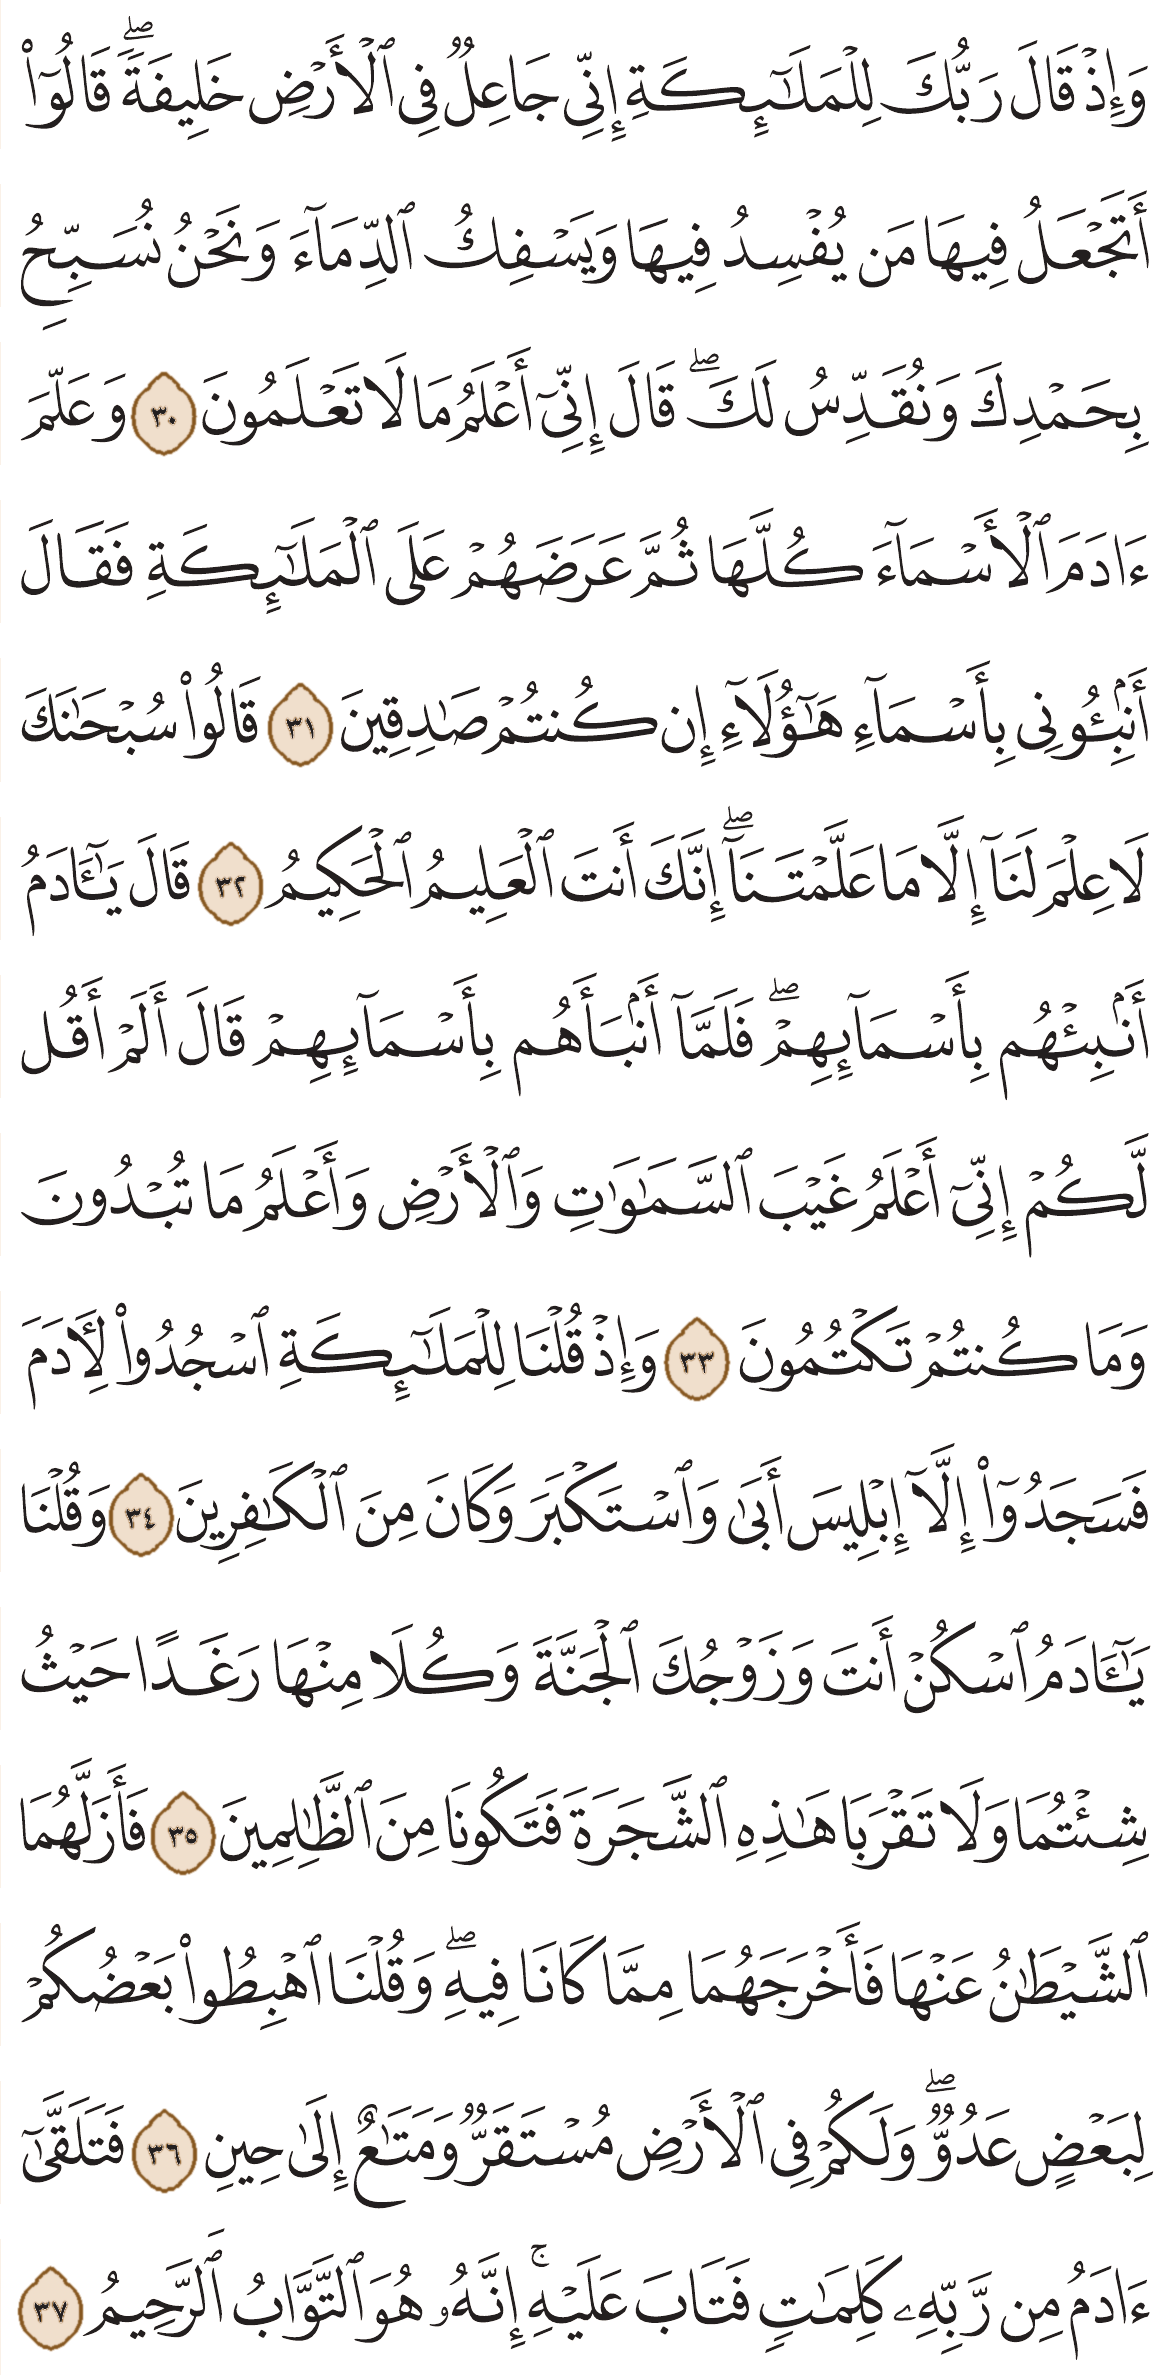 وَإِذۡ قَالَ رَبُّكَ لِلۡمَلَٰٓئِكَةِ إِنِّي جَاعِلٞ فِي ٱلۡأَرۡضِ خَلِيفَةٗۖ قَالُوٓاْ
أَتَجۡعَلُ فِيهَا مَن يُفۡسِدُ فِيهَا وَيَسۡفِكُ ٱلدِّمَآءَ وَنَحۡنُ نُسَبِّحُ
بِحَمۡدِكَ وَنُقَدِّسُ لَكَۖ قَالَ إِنِّيٓ أَعۡلَمُ مَا لَا تَعۡلَمُونَ ٣٠ وَعَلَّمَ
ءَادَمَ ٱلۡأَسۡمَآءَ كُلَّهَا ثُمَّ عَرَضَهُمۡ عَلَى ٱلۡمَلَٰٓئِكَةِ فَقَالَ
أَنۢبِـُٔونِي بِأَسۡمَآءِ هَٰٓؤُلَآءِ إِن كُنتُمۡ صَٰدِقِينَ ٣١ قَالُواْ سُبۡحَٰنَكَ
لَا عِلۡمَ لَنَآ إِلَّا مَا عَلَّمۡتَنَآۖ إِنَّكَ أَنتَ ٱلۡعَلِيمُ ٱلۡحَكِيمُ ٣٢ قَالَ يَٰٓـَٔادَمُ
أَنۢبِئۡهُم بِأَسۡمَآئِهِمۡۖ فَلَمَّآ أَنۢبَأَهُم بِأَسۡمَآئِهِمۡ قَالَ أَلَمۡ أَقُل
لَّكُمۡ إِنِّيٓ أَعۡلَمُ غَيۡبَ ٱلسَّمَٰوَٰتِ وَٱلۡأَرۡضِ وَأَعۡلَمُ مَا تُبۡدُونَ
وَمَا كُنتُمۡ تَكۡتُمُونَ ٣٣ وَإِذۡ قُلۡنَا لِلۡمَلَٰٓئِكَةِ ٱسۡجُدُواْ لِأٓدَمَ
فَسَجَدُوٓاْ إِلَّآ إِبۡلِيسَ أَبَىٰ وَٱسۡتَكۡبَرَ وَكَانَ مِنَ ٱلۡكَٰفِرِينَ ٣٤ وَقُلۡنَا
يَٰٓـَٔادَمُ ٱسۡكُنۡ أَنتَ وَزَوۡجُكَ ٱلۡجَنَّةَ وَكُلَا مِنۡهَا رَغَدًا حَيۡثُ
شِئۡتُمَا وَلَا تَقۡرَبَا هَٰذِهِ ٱلشَّجَرَةَ فَتَكُونَا مِنَ ٱلظَّٰلِمِينَ ٣٥ فَأَزَلَّهُمَا
ٱلشَّيۡطَٰنُ عَنۡهَا فَأَخۡرَجَهُمَا مِمَّا كَانَا فِيهِۖ وَقُلۡنَا ٱهۡبِطُواْ بَعۡضُكُمۡ
لِبَعۡضٍ عَدُوّٞۖ وَلَكُمۡ فِي ٱلۡأَرۡضِ مُسۡتَقَرّٞ وَمَتَٰعٌ إِلَىٰ حِينٖ ٣٦ فَتَلَقَّىٰٓ
ءَادَمُ مِن رَّبِّهِۦ كَلِمَٰتٖ فَتَابَ عَلَيۡهِۚ إِنَّهُۥ هُوَ ٱلتَّوَّابُ ٱلرَّحِيمُ ٣٧